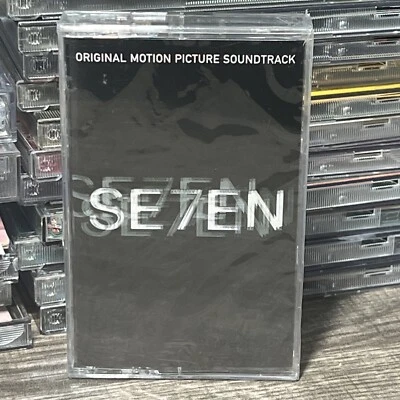 ORIGINAL MOTION PICTURE SOUNDTRACK
SE7EN